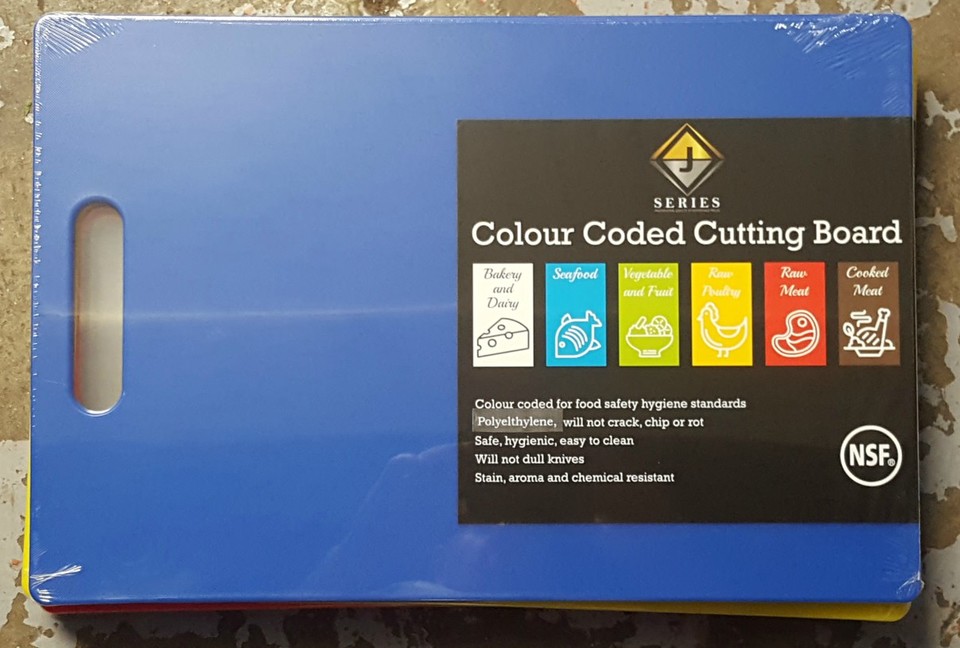 J
SERIES
Colour Coded Cutting Board
Bakery
and
Dairy
Seafood
Vegetable
and Fruit
Raw
Poultry
Raw
Meat
Cooked
Meat
Colour coded for food safety hygiene standards
Polyelthylene, will not crack, chip or rot
Safe, hygienic, easy to clean
Will not dull knives
Stain, aroma and chemical resistant
NSF®